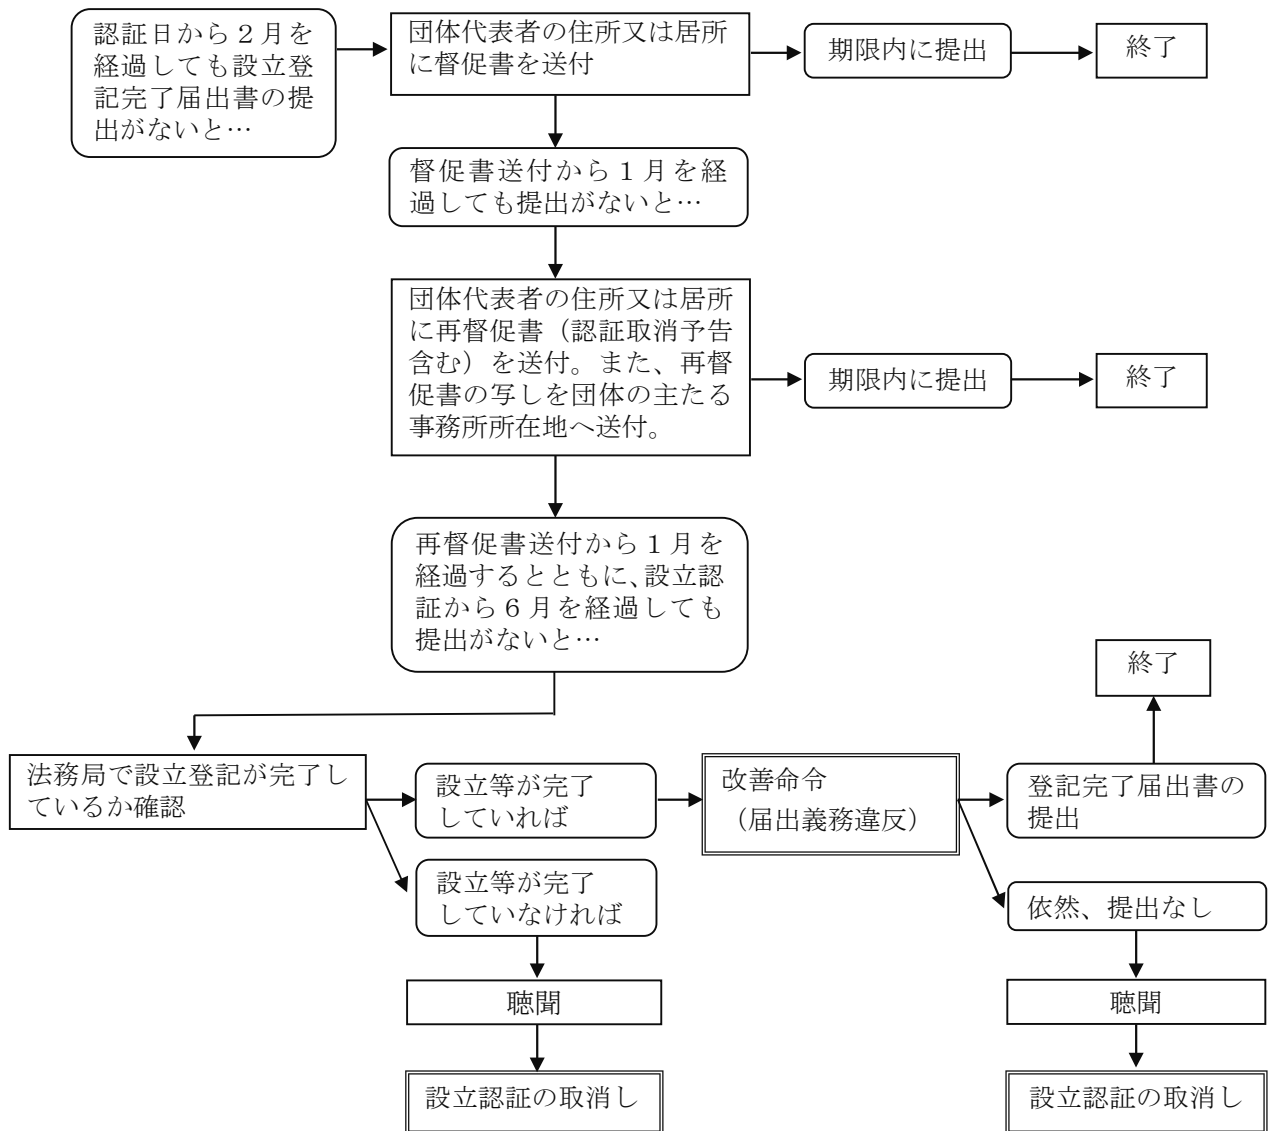 認証日から２月を
経過しても設立登
記完了届出書の提
出がないと…
団体代表者の住所又は居所
に督促書を送付
期限内に提出
終了
督促書送付から１月を経
過しても提出がないと…
団体代表者の住所又は居所
に再督促書（認証取消予告
含む）を送付。また、再督
促書の写しを団体の主たる
事務所所在地へ送付。
期限内に提出
終了
再督促書送付から１月を
経過するとともに、設立認
証から６月を経過しても
提出がないと…
終了
法務局で設立登記が完了し
ているか確認
設立等が完了
していれば
改善命令
（届出義務違反）
登記完了届出書の
提出
設立等が完了
していなければ
依然、提出なし
聴聞
聴聞
設立認証の取消し
設立認証の取消し